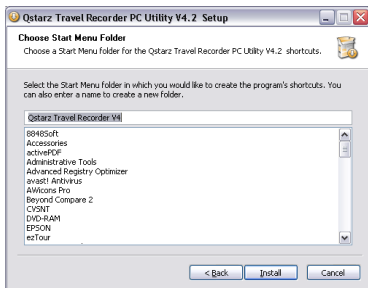 Qstarz Travel Recorder PC Utility V4.2 Setup
Choose Start Menu Folder
Choose a Start Menu folder for the Qstarz Travel Recorder PC Utility V4.2 shortcuts.
Select the Start Menu folder in which you would like to create the program's shortcuts. You
can also enter a name to create a new folder.
Qstarz Travel Recorder V4
8848Soft
Accessories
activePDF
Administrative Tools
Advanced Registry Optimizer
avast! Antivirus
AWicons Pro
Beyond Compare 2
CVSNT
DVD-RAM
EPSON
ezTour
< Back
Install
Cancel